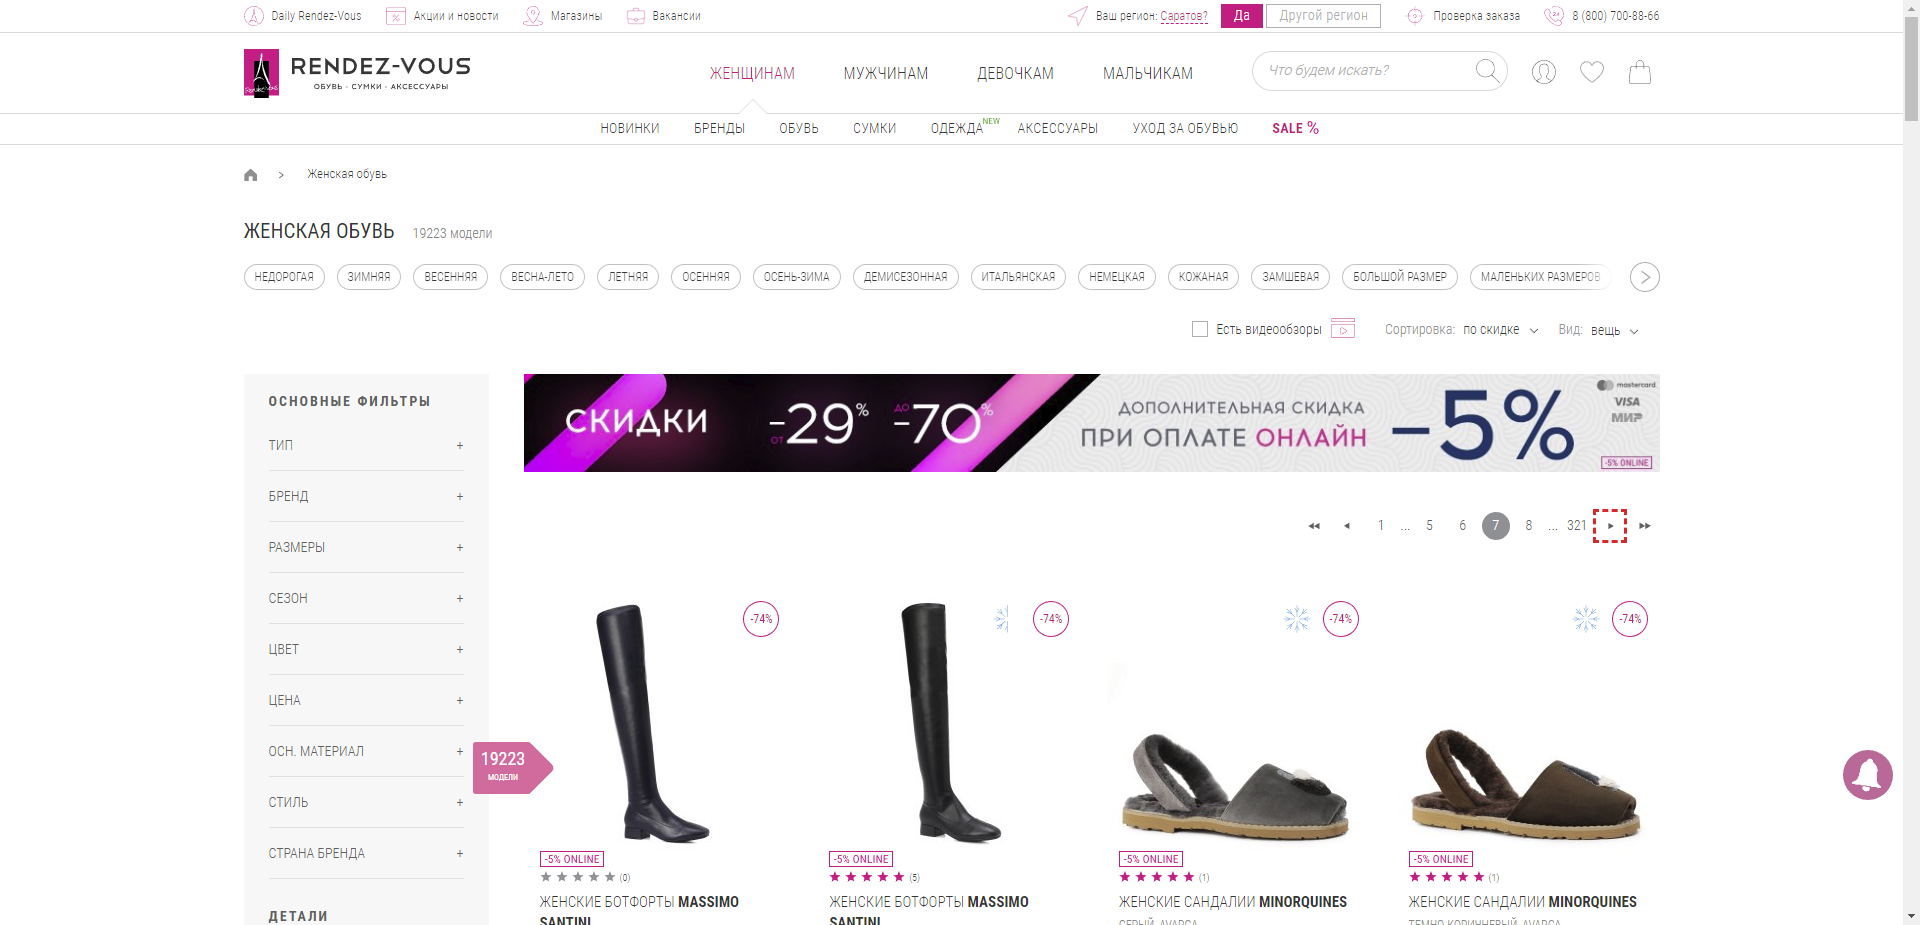 Daily Rendez-Vous
Акции и новости
Магазины
Вакансии
Ваш регион: Саратов?
Да
Другой регион
Проверка заказа
8 (800) 700-88-66
RENDEZ-VOUS
ОБУВЬ · СУМКИ · АКСЕССУАРЫ
ЖЕНЩИНАМ
МУЖЧИНАМ
ДЕВОЧКАМ
МАЛЬЧИКАМ
Что будем искать?
НОВИНКИ
БРЕНДЫ
ОБУВЬ
СУМКИ
ОДЕЖДА NEW
АКСЕССУАРЫ
УХОД ЗА ОБУВЬЮ
SALE %
> Женская обувь
ЖЕНСКАЯ ОБУВЬ 19223 модели
НЕДОРОГАЯ
ЗИМНЯЯ
ВЕСЕННЯЯ
ВЕСНА-ЛЕТО
ЛЕТНЯЯ
ОСЕННЯЯ
ОСЕНЬ-ЗИМА
ДЕМИСЕЗОННАЯ
ИТАЛЬЯНСКАЯ
НЕМЕЦКАЯ
КОЖАНАЯ
ЗАМШЕВАЯ
БОЛЬШОЙ РАЗМЕР
МАЛЕНЬКИХ РАЗМЕРОВ
Есть видеообзоры
Сортировка: по скидке
Вид: вещь
ОСНОВНЫЕ ФИЛЬТРЫ
ТИП +
БРЕНД +
РАЗМЕРЫ +
СЕЗОН +
ЦВЕТ +
ЦЕНА +
ОСН. МАТЕРИАЛ +
СТИЛЬ +
СТРАНА БРЕНДА +
ДЕТАЛИ
19223
МОДЕЛИ
СКИДКИ ОТ -29% ДО -70%
ДОПОЛНИТЕЛЬНАЯ СКИДКА
ПРИ ОПЛАТЕ ОНЛАЙН
-5%
mastercard
VISA
МИР
-5% ONLINE
1 ... 5 6 7 8 ... 321
-74%
-5% ONLINE
(0)
ЖЕНСКИЕ БОТФОРТЫ MASSIMO
SANTINI
-74%
-5% ONLINE
(5)
ЖЕНСКИЕ БОТФОРТЫ MASSIMO
SANTINI
-74%
-5% ONLINE
(1)
ЖЕНСКИЕ САНДАЛИИ MINORQUINES
СЕРЫЙ, AVARCA
-74%
-5% ONLINE
(1)
ЖЕНСКИЕ САНДАЛИИ MINORQUINES
ТЕМНО-КОРИЧНЕВЫЙ, AVARCA